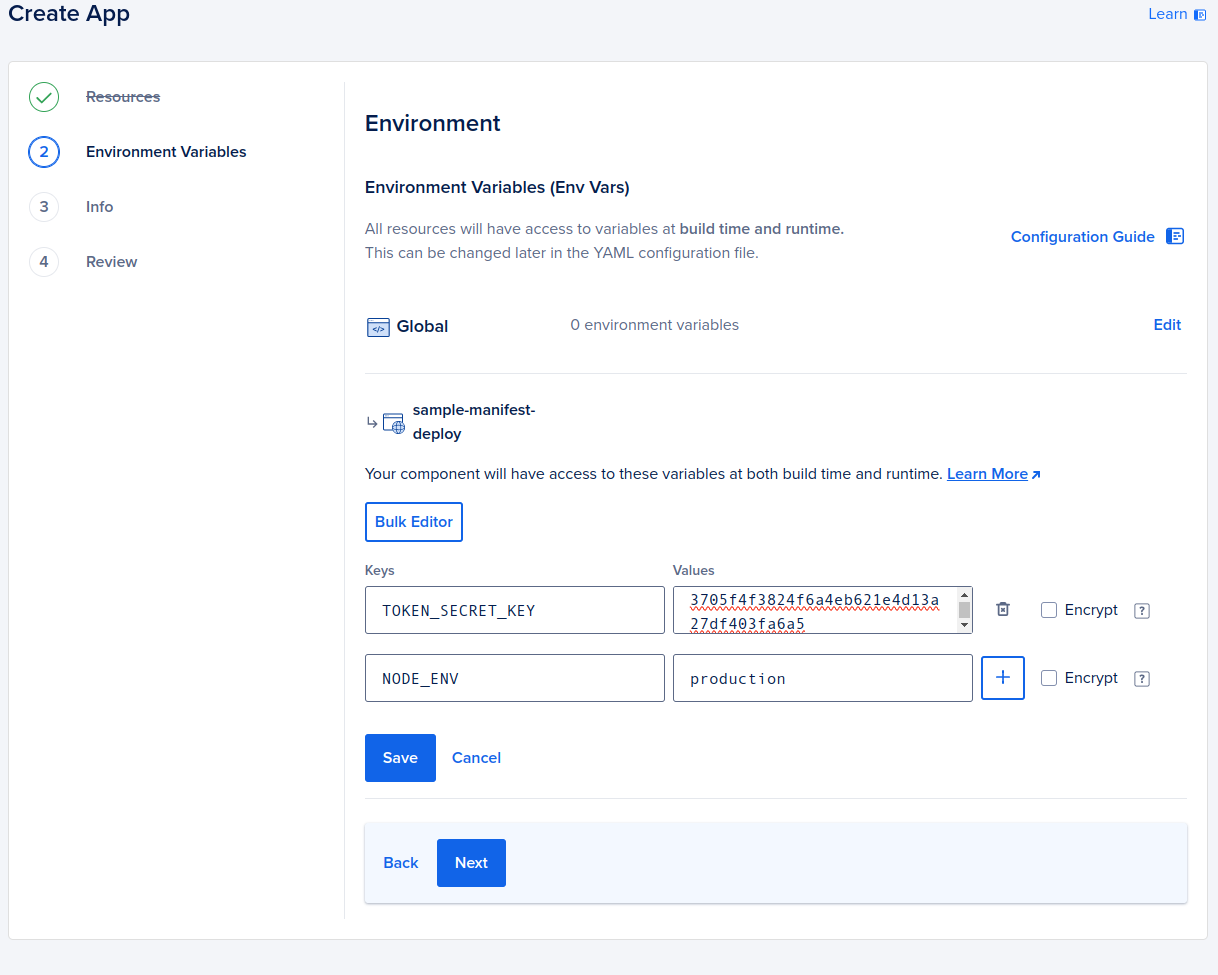 Create App
Learn
Resources
2 Environment Variables
3 Info
4 Review
Environment
Environment Variables (Env Vars)
All resources will have access to variables at build time and runtime.
This can be changed later in the YAML configuration file.
Configuration Guide
Global 0 environment variables Edit
sample-manifest-
deploy
Your component will have access to these variables at both build time and runtime. Learn More
Bulk Editor
Keys Values
TOKEN_SECRET_KEY
3705f4f3824f6a4eb621e4d13a
27df403fa6a5
Encrypt ?
NODE_ENV production + Encrypt ?
Save Cancel
Back Next